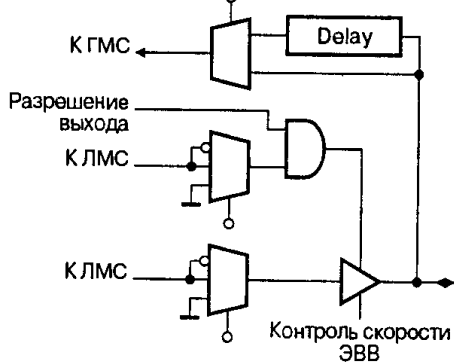 К ГМС
Delay
Разрешение
выхода
К ЛМС
К ЛМС
Контроль скорости
ЭВВ